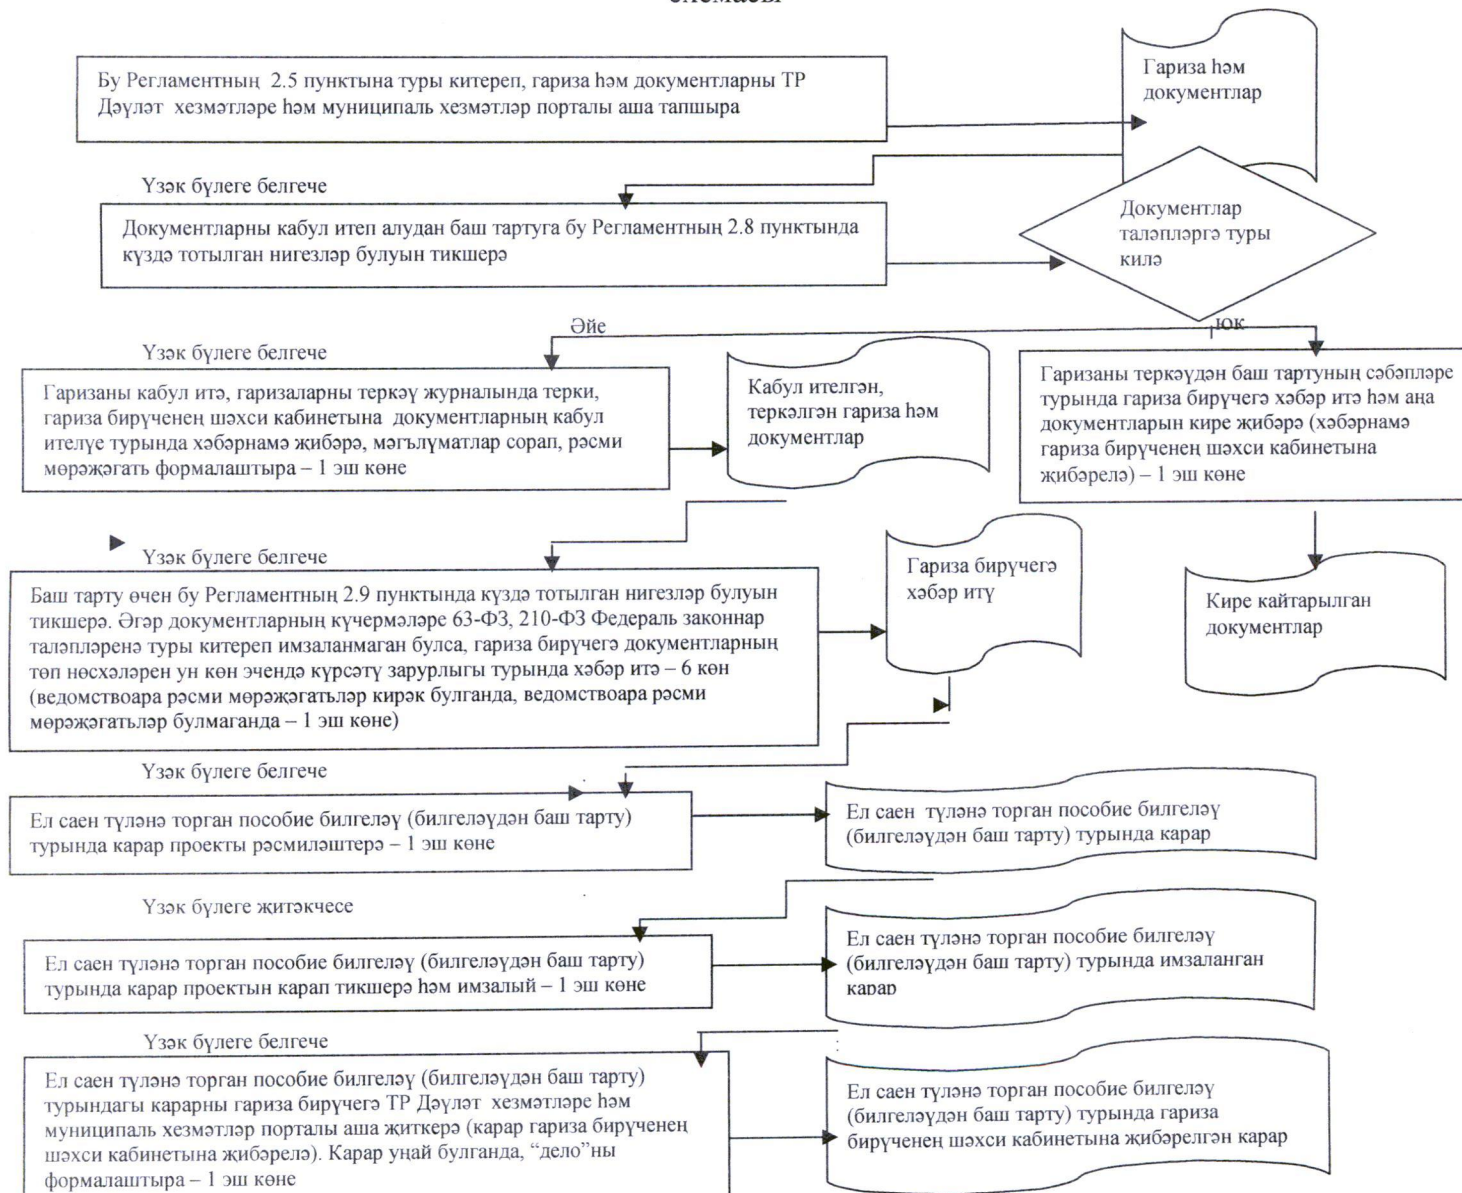 Бу Регламентның 2.5 пунктына туры китереп, гариза һәм документларны ТР
Дәүләт хезмәтләре һәм муниципаль хезмәтләр порталы аша тапшыра
Гариза һәм
документлар
Үзәк бүлеге белгече
Документларны кабул итеп алудан баш тартуга бу Регламентның 2.8 пунктында
күздә тотылган нигезләр булуын тикшерә
Документлар
таләпләргә туры
килә
Әйе
юк
Үзәк бүлеге белгече
Гаризаны кабул итә, гаризаларны теркәү журналында терки,
гариза бирүченең шәхси кабинетына документларның кабул
ителүе турында хәбәрнамә җибәрә, мәгълүматлар сорап, рәсми
мөрәҗәгать формалаштыра – 1 эш көне
Кабул ителгән,
теркәлгән гариза һәм
документлар
Гаризаны теркәүдән баш тартуның сәбәпләре
турында гариза бирүчегә хәбәр итә һәм аңа
документларын кире җибәрә (хәбәрнамә
гариза бирүченең шәхси кабинетына
җибәрелә) – 1 эш көне
Үзәк бүлеге белгече
Баш тарту өчен бу Регламентның 2.9 пунктында күздә тотылган нигезләр булуын
тикшерә. Әгәр документларның күчермәләре 63-ФЗ, 210-ФЗ Федераль законнар
таләпләренә туры китереп имзаланмаган булса, гариза бирүчегә документларның
төп нөсхәләрен ун көн эчендә күрсәтү зарурлыгы турында хәбәр итә – 6 көн
(ведомствоара рәсми мөрәҗәгатьләр кирәк булганда, ведомствоара рәсми
мөрәҗәгатьләр булмаганда – 1 эш көне)
Гариза бирүчегә
хәбәр итү
Кире кайтарылган
документлар
Үзәк бүлеге белгече
Ел саен түләнә торган пособие билгеләү (билгеләүдән баш тарту)
турында карар проекты рәсмиләштерә – 1 эш көне
Ел саен түләнә торган пособие билгеләү
(билгеләүдән баш тарту) турында карар
Үзәк бүлеге җитәкчесе
Ел саен түләнә торган пособие билгеләү (билгеләүдән баш тарту)
турында карар проектын карап тикшерә һәм имзалый – 1 эш көне
Ел саен түләнә торган пособие билгеләү
(билгеләүдән баш тарту) турында имзаланган
карар
Үзәк бүлеге белгече
Ел саен түләнә торган пособие билгеләү (билгеләүдән баш тарту)
турындагы карарны гариза бирүчегә ТР Дәүләт хезмәтләре һәм
муниципаль хезмәтләр порталы аша җиткерә (карар гариза бирүченең
шәхси кабинетына җибәрелә). Карар уңай булганда, “дело”ны
формалаштыра – 1 эш көне
Ел саен түләнә торган пособие билгеләү
(билгеләүдән баш тарту) турында гариза
бирүченең шәхси кабинетына җибәрелгән карар